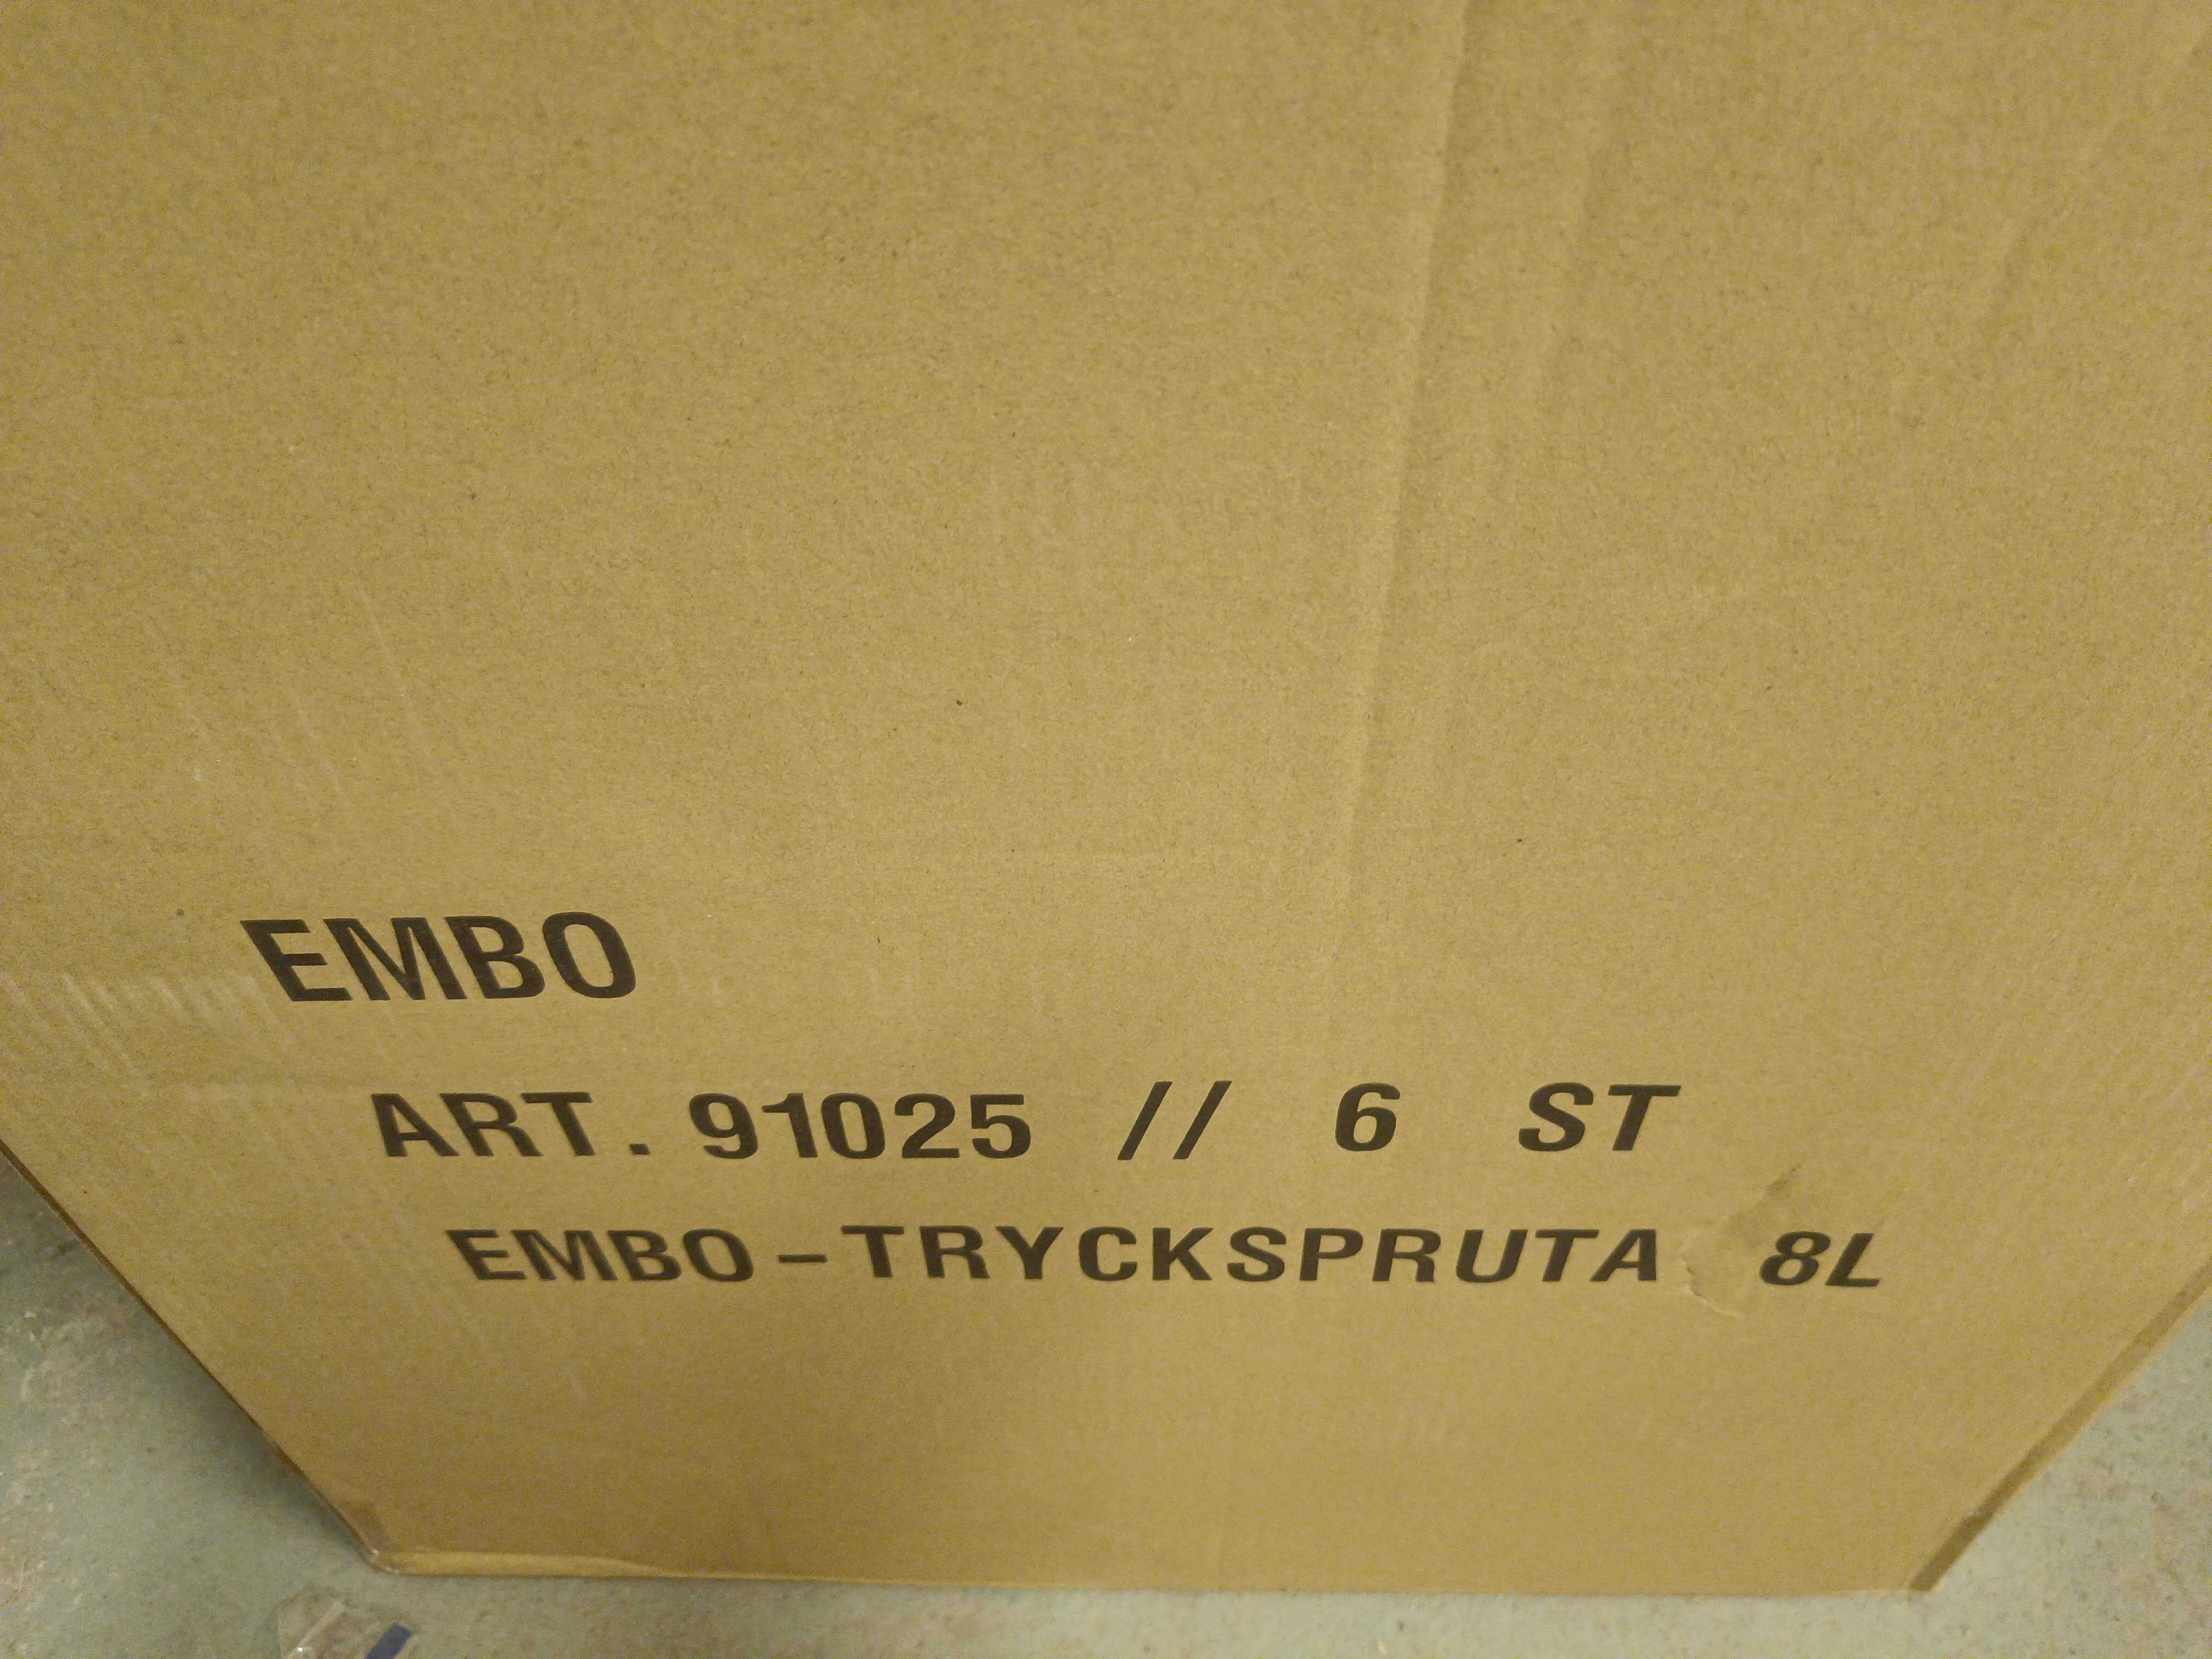 EMBO
ART. 91025 // 6 ST
EMBO-TRYCKSPRUTA 8L